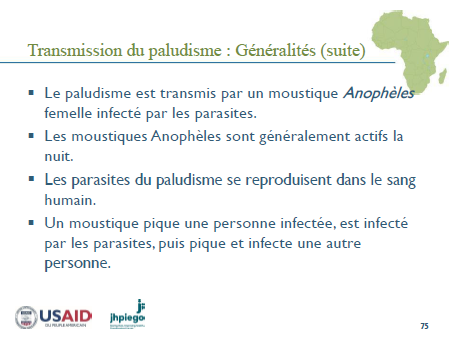 Transmission du paludisme : Généralités (suite)
▪ Le paludisme est transmis par un moustique Anophèles
femelle infecté par les parasites.
▪ Les moustiques Anophèles sont généralement actifs la
nuit.
▪ Les parasites du paludisme se reproduisent dans le sang
humain.
▪ Un moustique pique une personne infectée, est infecté
par les parasites, puis pique et infecte une autre
personne.
USAID
jhpiego
75